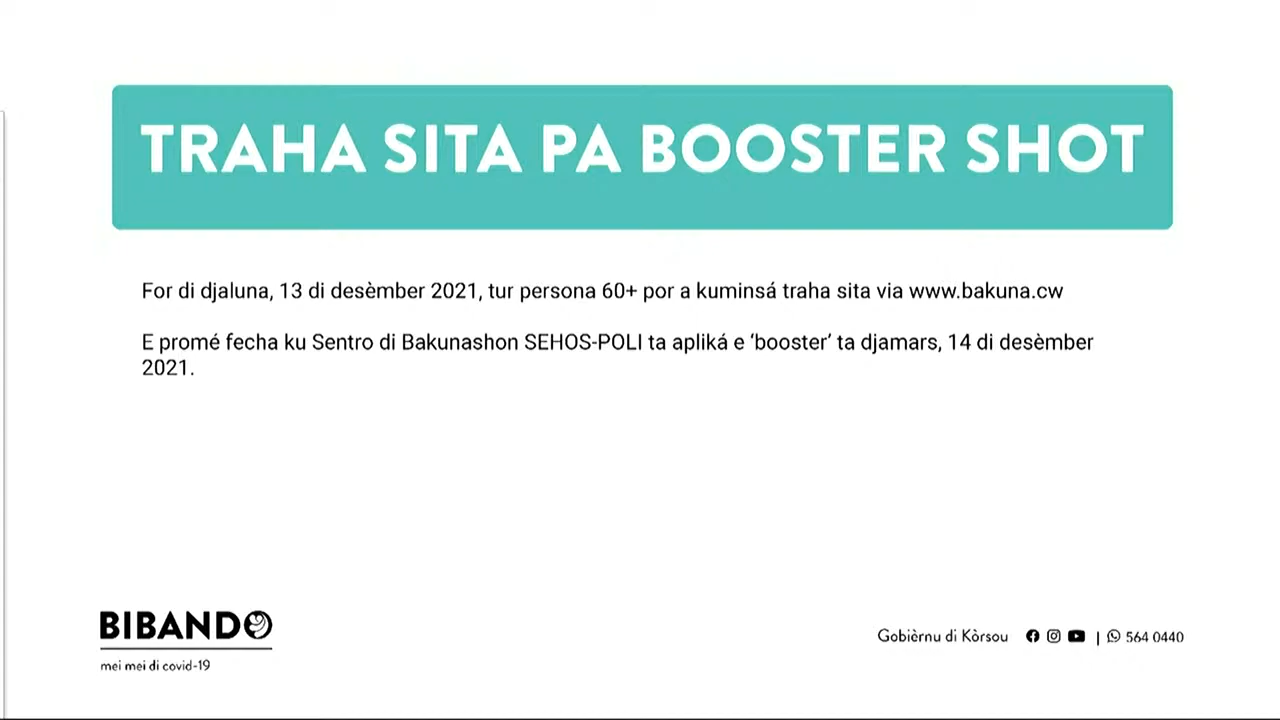 TRAHA SITA PA BOOSTER SHOT
For di djaluna, 13 di desèmber 2021, tur persona 60+ por a kuminsá traha sita via www.bakuna.cw
E promé fecha ku Sentro di Bakunashon SEHOS-POLI ta apliká e ‘booster’ ta djamars, 14 di desèmber
2021.
BIBANDO
mei mei di covid-19
Gobièrnu di Kòrsou | 564 0440